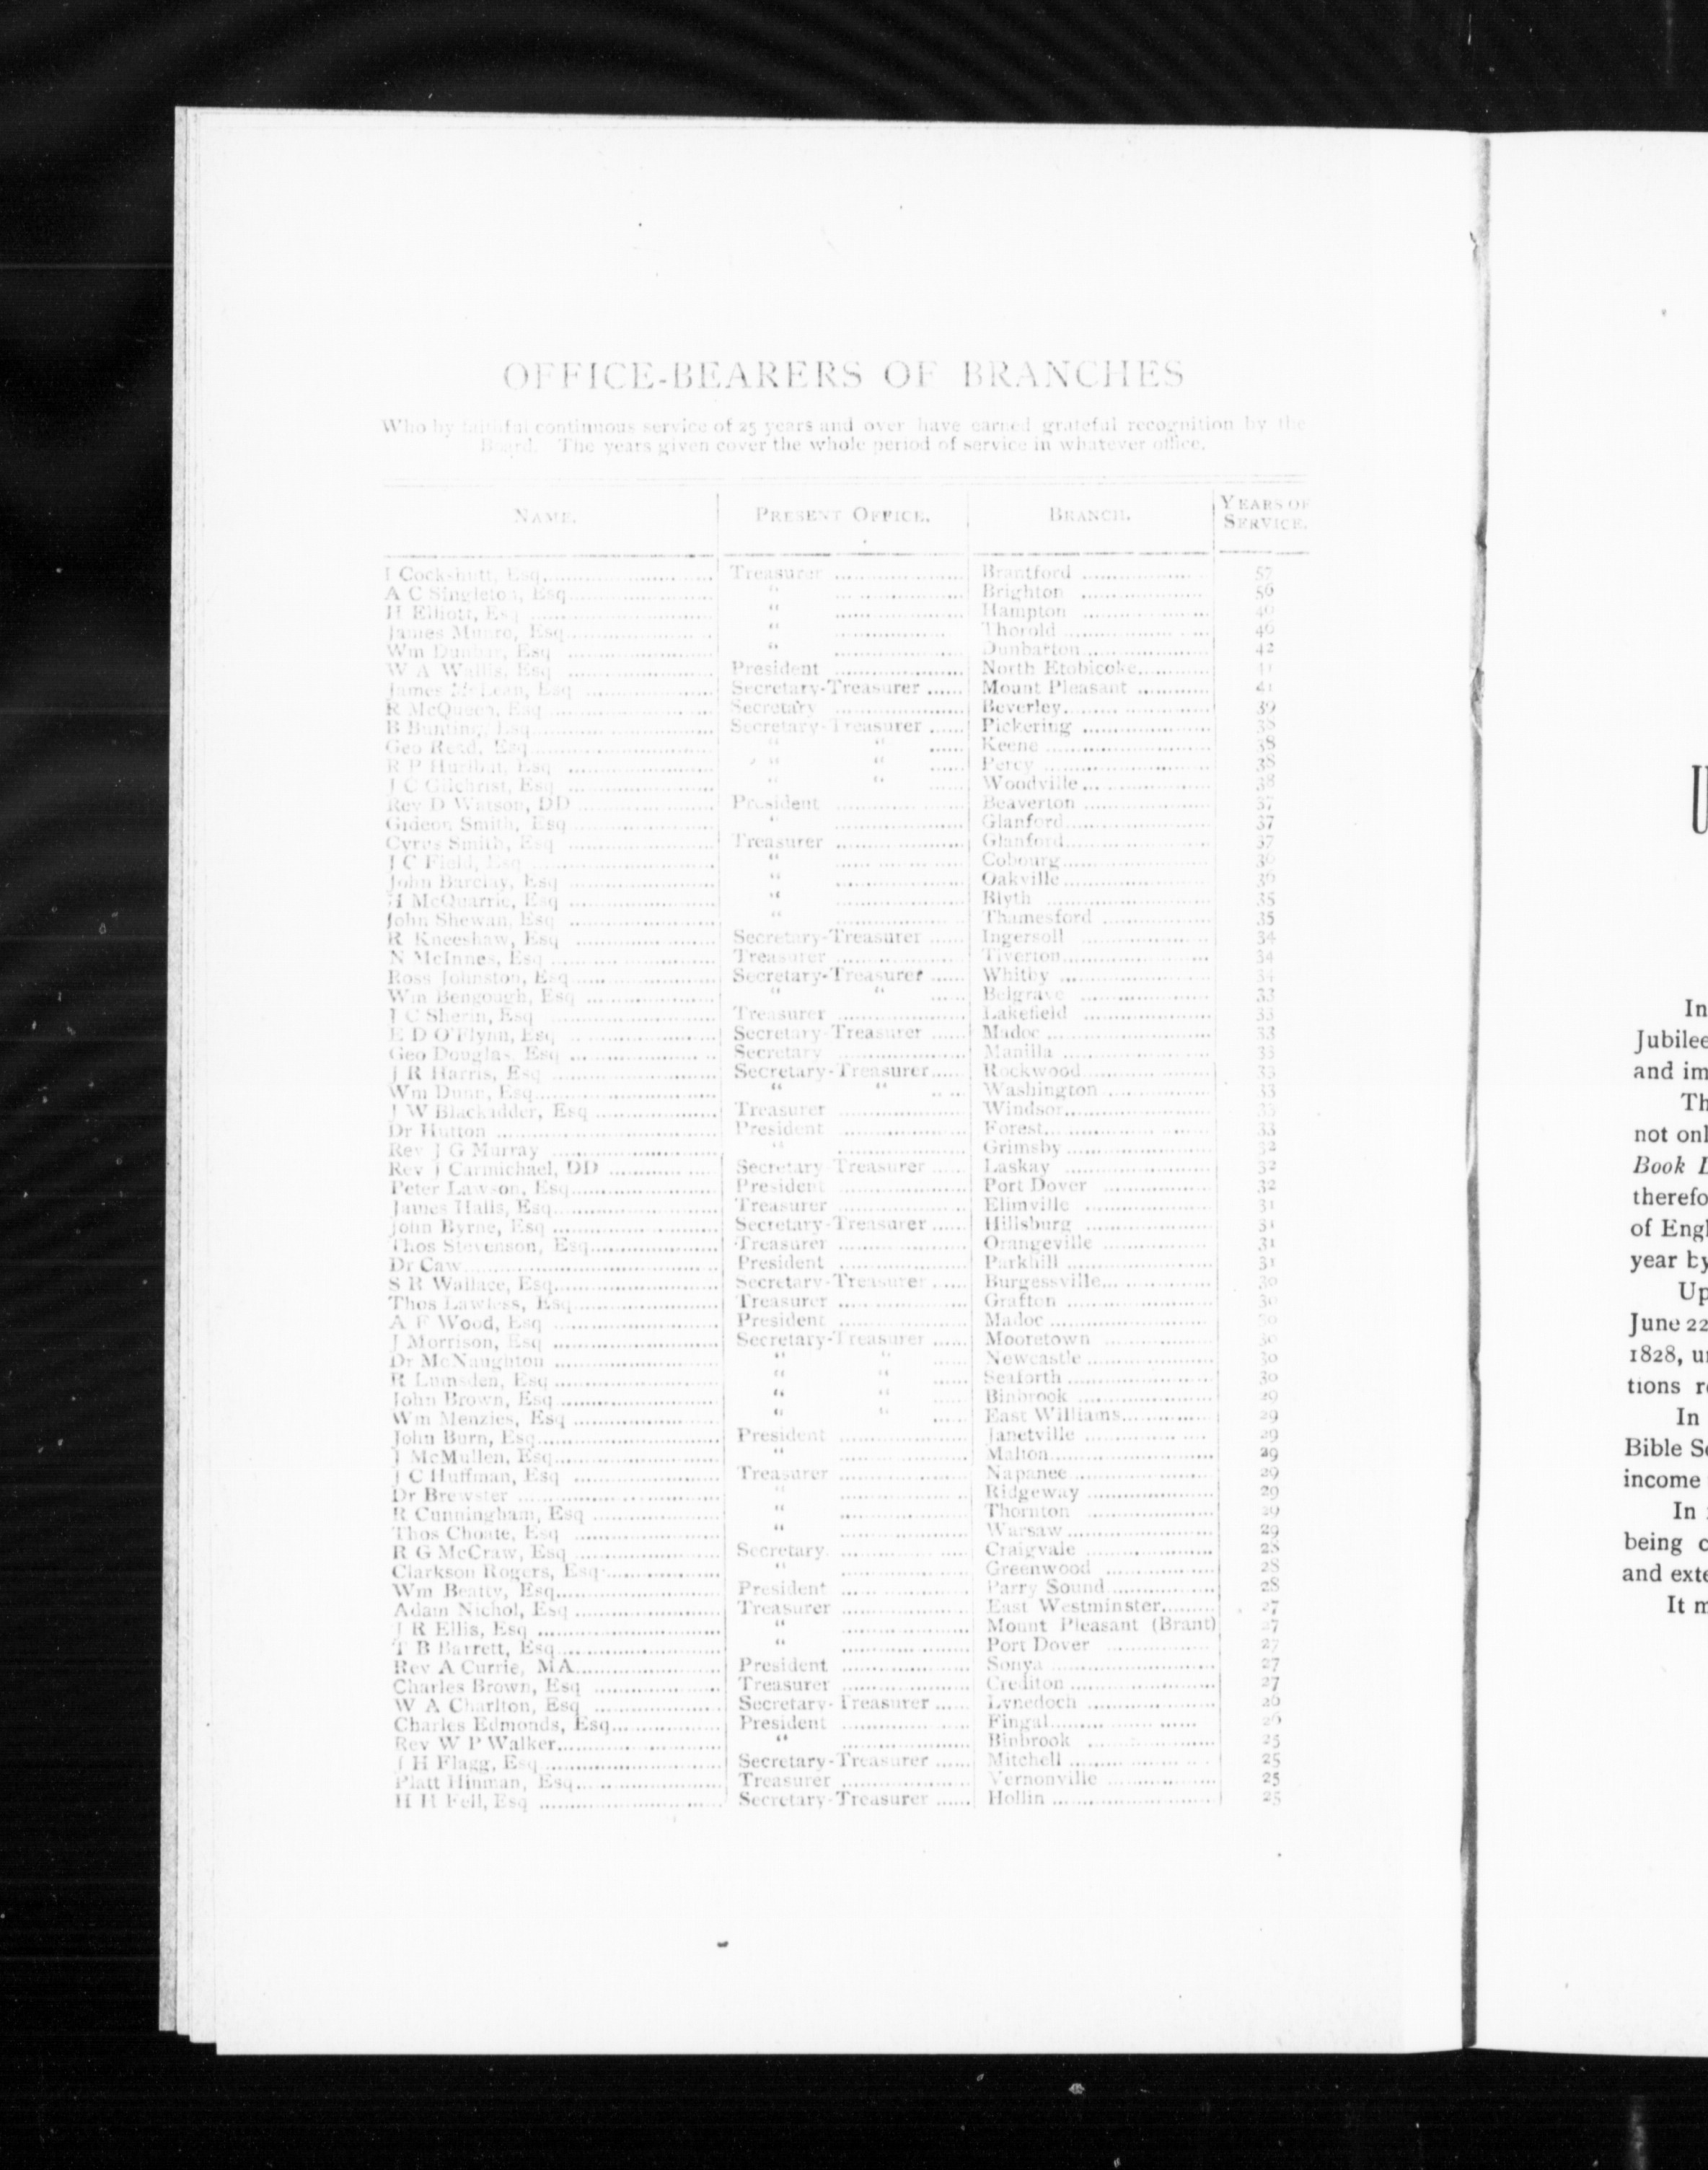 OFFICE-BEARERS OF BRANCHES
Who by faithful continuous service of 25 years and over have earned grateful recognition by the
Board. The years given cover the whole period of service in whatever office.
NAME. PRESENT OFFICE. BRANCH. YEARS OF SERVICE.
I Cockshutt, Esq. Treasurer Brantford 57
A C Singleton, Esq. " Brighton 56
H Elliott, Esq " Hampton
James Munro, Esq. " Thorold 46
Wm Dunbar, Esq " Dunbarton 42
W A Wallis, Esq President North Etobicoke 41
James McLean, Esq Secretary-Treasurer Mount Pleasant 41
R McQueen, Esq Secretary Beverley 39
B Bunting, Esq Secretary-Treasurer Pickering 38
Geo Read, Esq " " Keene 38
R P Hurlbut, Esq " " Percy 38
J C Gilchrist, Esq " " Woodville 38
Rev D Watson, DD President Beaverton 37
Gideon Smith, Esq " Glanford 37
Cyrus Smith, Esq Treasurer Glanford 37
J C Field, Esq " Cobourg 36
John Barclay, Esq " Oakville 36
H McQuarrie, Esq " Blyth 35
John Shewan, Esq " Thamesford 35
R Kneeshaw, Esq Secretary-Treasurer Ingersoll 34
N McInnes, Esq Treasurer Tiverton 34
Ross Johnston, Esq Secretary-Treasurer Whitby 34
Wm Bengough, Esq " " Belgrave 33
J C Sherin, Esq Treasurer Lakefield 33
E D O'Flynn, Esq Secretary-Treasurer Madoc 33
Geo Douglas, Esq Secretary Manilla 33
J R Harris, Esq Secretary-Treasurer Rockwood 33
Wm Dunn, Esq " " Washington 33
J W Blackadder, Esq Treasurer Windsor 33
Dr Hutton President Forest 33
Rev J G Murray " Grimsby 32
Rev J Carmichael, DD Secretary-Treasurer Laskay 32
Peter Lawson, Esq President Port Dover 32
James Halls, Esq Treasurer Elimville 31
John Byrne, Esq Secretary-Treasurer Hillsburg 31
Thos Stevenson, Esq Treasurer Orangeville 31
Dr Caw President Parkhill 31
S R Wallace, Esq Secretary-Treasurer Burgessville 30
Thos Lawless, Esq Treasurer Grafton 30
A F Wood, Esq President Madoc 30
J Morrison, Esq Secretary-Treasurer Mooretown 30
Dr McNaughton " " Newcastle 30
R Lumsden, Esq " " Seaforth 30
John Brown, Esq " " Binbrook 29
Wm Menzies, Esq " " East Williams 29
John Burn, Esq President Janetville 29
J McMullen, Esq " Malton 29
J C Huffman, Esq Treasurer Napanee 29
Dr Brewster " Ridgeway 29
R Cunningham, Esq " Thornton 29
Thos Choate, Esq " Warsaw 29
R G McCraw, Esq Secretary Craigvale 28
Clarkson Rogers, Esq " Greenwood 28
Wm Beatty, Esq President Parry Sound 28
Adam Nichol, Esq Treasurer East Westminster 27
J R Ellis, Esq " Mount Pleasant (Brant) 27
T B Barrett, Esq " Port Dover 27
Rev A Currie, MA President Sonya 27
Charles Brown, Esq Treasurer Crediton 27
W A Charlton, Esq Secretary-Treasurer Lynedoch 26
Charles Edmonds, Esq President Fingal 26
Rev W P Walker " Binbrook 25
J H Flagg, Esq Secretary-Treasurer Mitchell 25
Platt Hinman, Esq Treasurer Vernonville 25
H H Fell, Esq Secretary-Treasurer Hollin 25
U
In
Jubilee
and im
Th
not onl
Book
therefo
of Engl
year by
Up
June 22
1828, u
tions r
In
Bible S
income
In
being c
and exte
It m